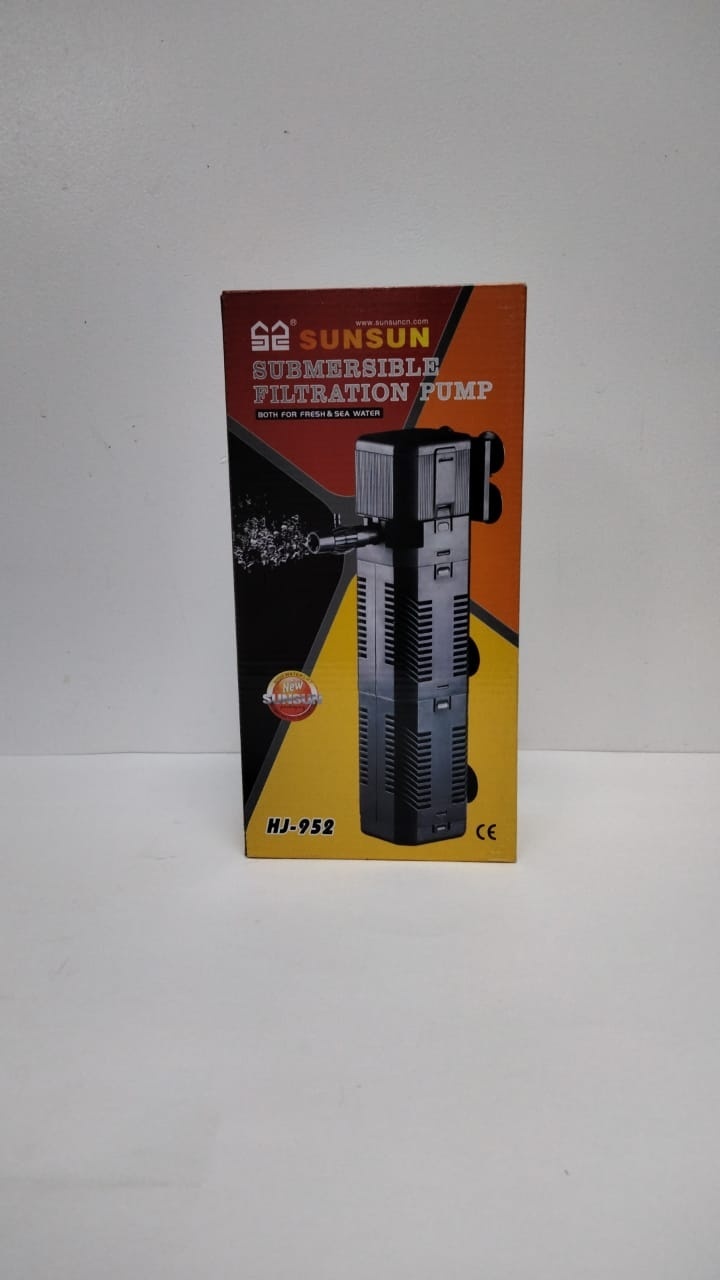 www.sunsuncn.com
®
SUNSUN
SUBMERSIBLE
FILTRATION PUMP
BOTH FOR FRESH & SEA WATER
New
SUNSUN
HJ-952
CE